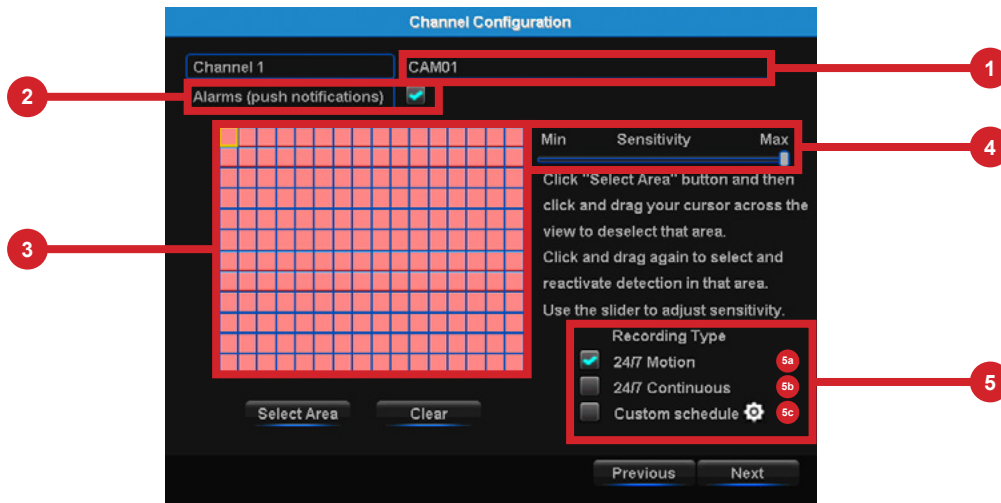 Channel Configuration
Channel 1 CAM01 1
2 Alarms (push notifications)
Min Sensitivity Max 4
Click "Select Area" button and then
click and drag your cursor across the
view to deselect that area.
3 Click and drag again to select and
reactivate detection in that area.
Use the slider to adjust sensitivity.
Recording Type
24/7 Motion 5a
24/7 Continuous 5b 5
Custom schedule 5c
Select Area Clear
Previous Next